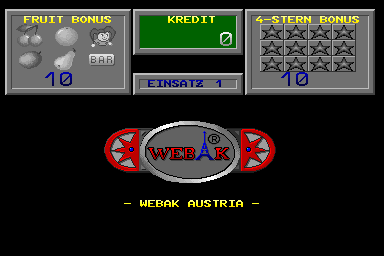 FRUIT BONUS
10
BAR
KREDIT
0
EINSATZ 1
4-STERN BONUS
10
WEBAK ®
- WEBAK AUSTRIA -